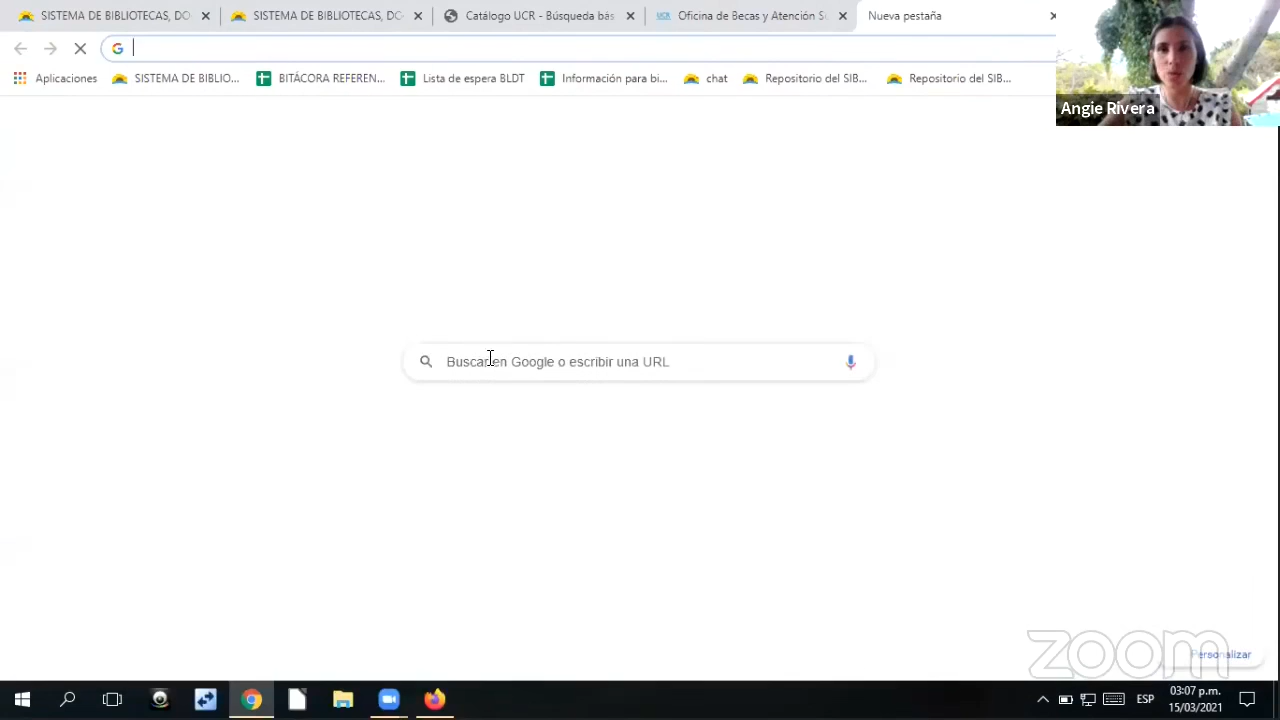 SISTEMA DE BIBLIOTECAS, DO
SISTEMA DE BIBLIOTECAS, DO
Catálogo UCR - Búsqueda bás
Oficina de Becas y Atención S
Nueva pestaña
Aplicaciones
SISTEMA DE BIBLIO...
BITÁCORA REFEREN...
Lista de espera BLDT
Información para bi...
chat
Repositorio del SIB...
Repositorio del SIB...
Angie Rivera
Buscar en Google o escribir una URL
zoom
Personalizar
ESP
03:07 p.m.
15/03/2021